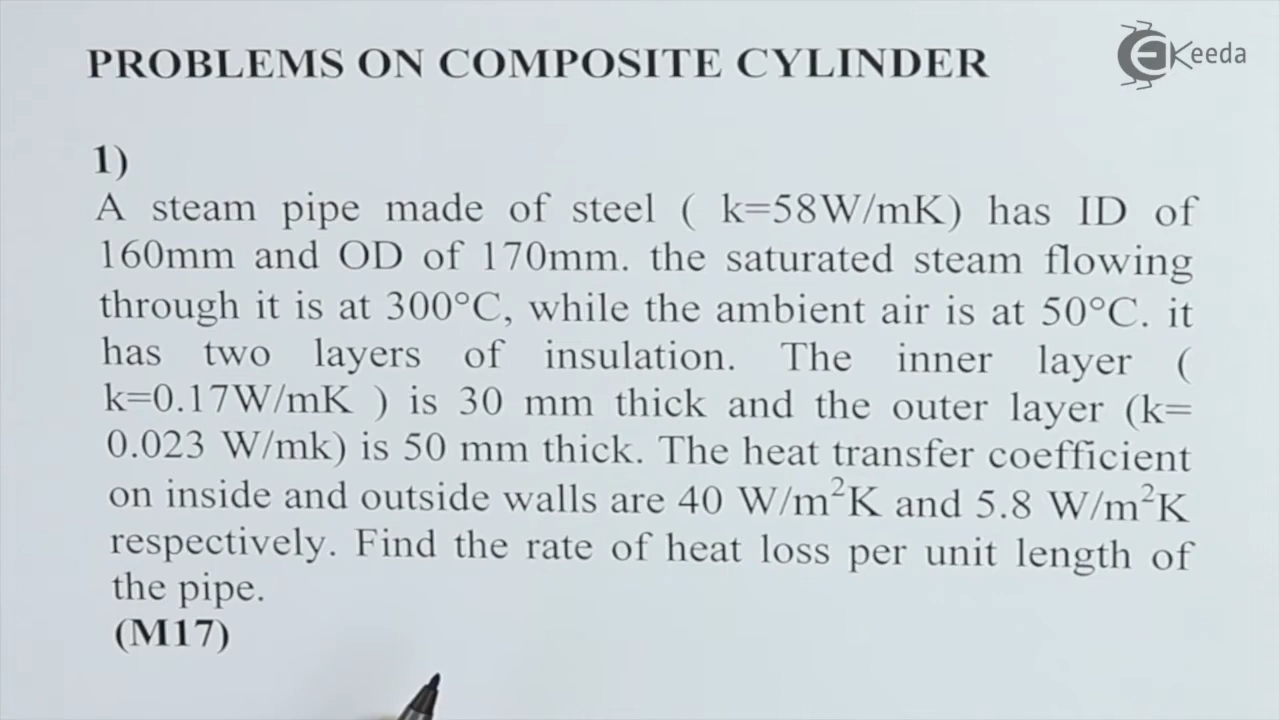 PROBLEMS ON COMPOSITE CYLINDER
eKeeda
1)
A steam pipe made of steel ( k=58W/mK) has ID of
160mm and OD of 170mm. the saturated steam flowing
through it is at 300°C, while the ambient air is at 50°C. it
has two layers of insulation. The inner layer (
k=0.17W/mK ) is 30 mm thick and the outer layer (k=
0.023 W/mk) is 50 mm thick. The heat transfer coefficient
on inside and outside walls are 40 W/m²K and 5.8 W/m²K
respectively. Find the rate of heat loss per unit length of
the pipe.
(M17)